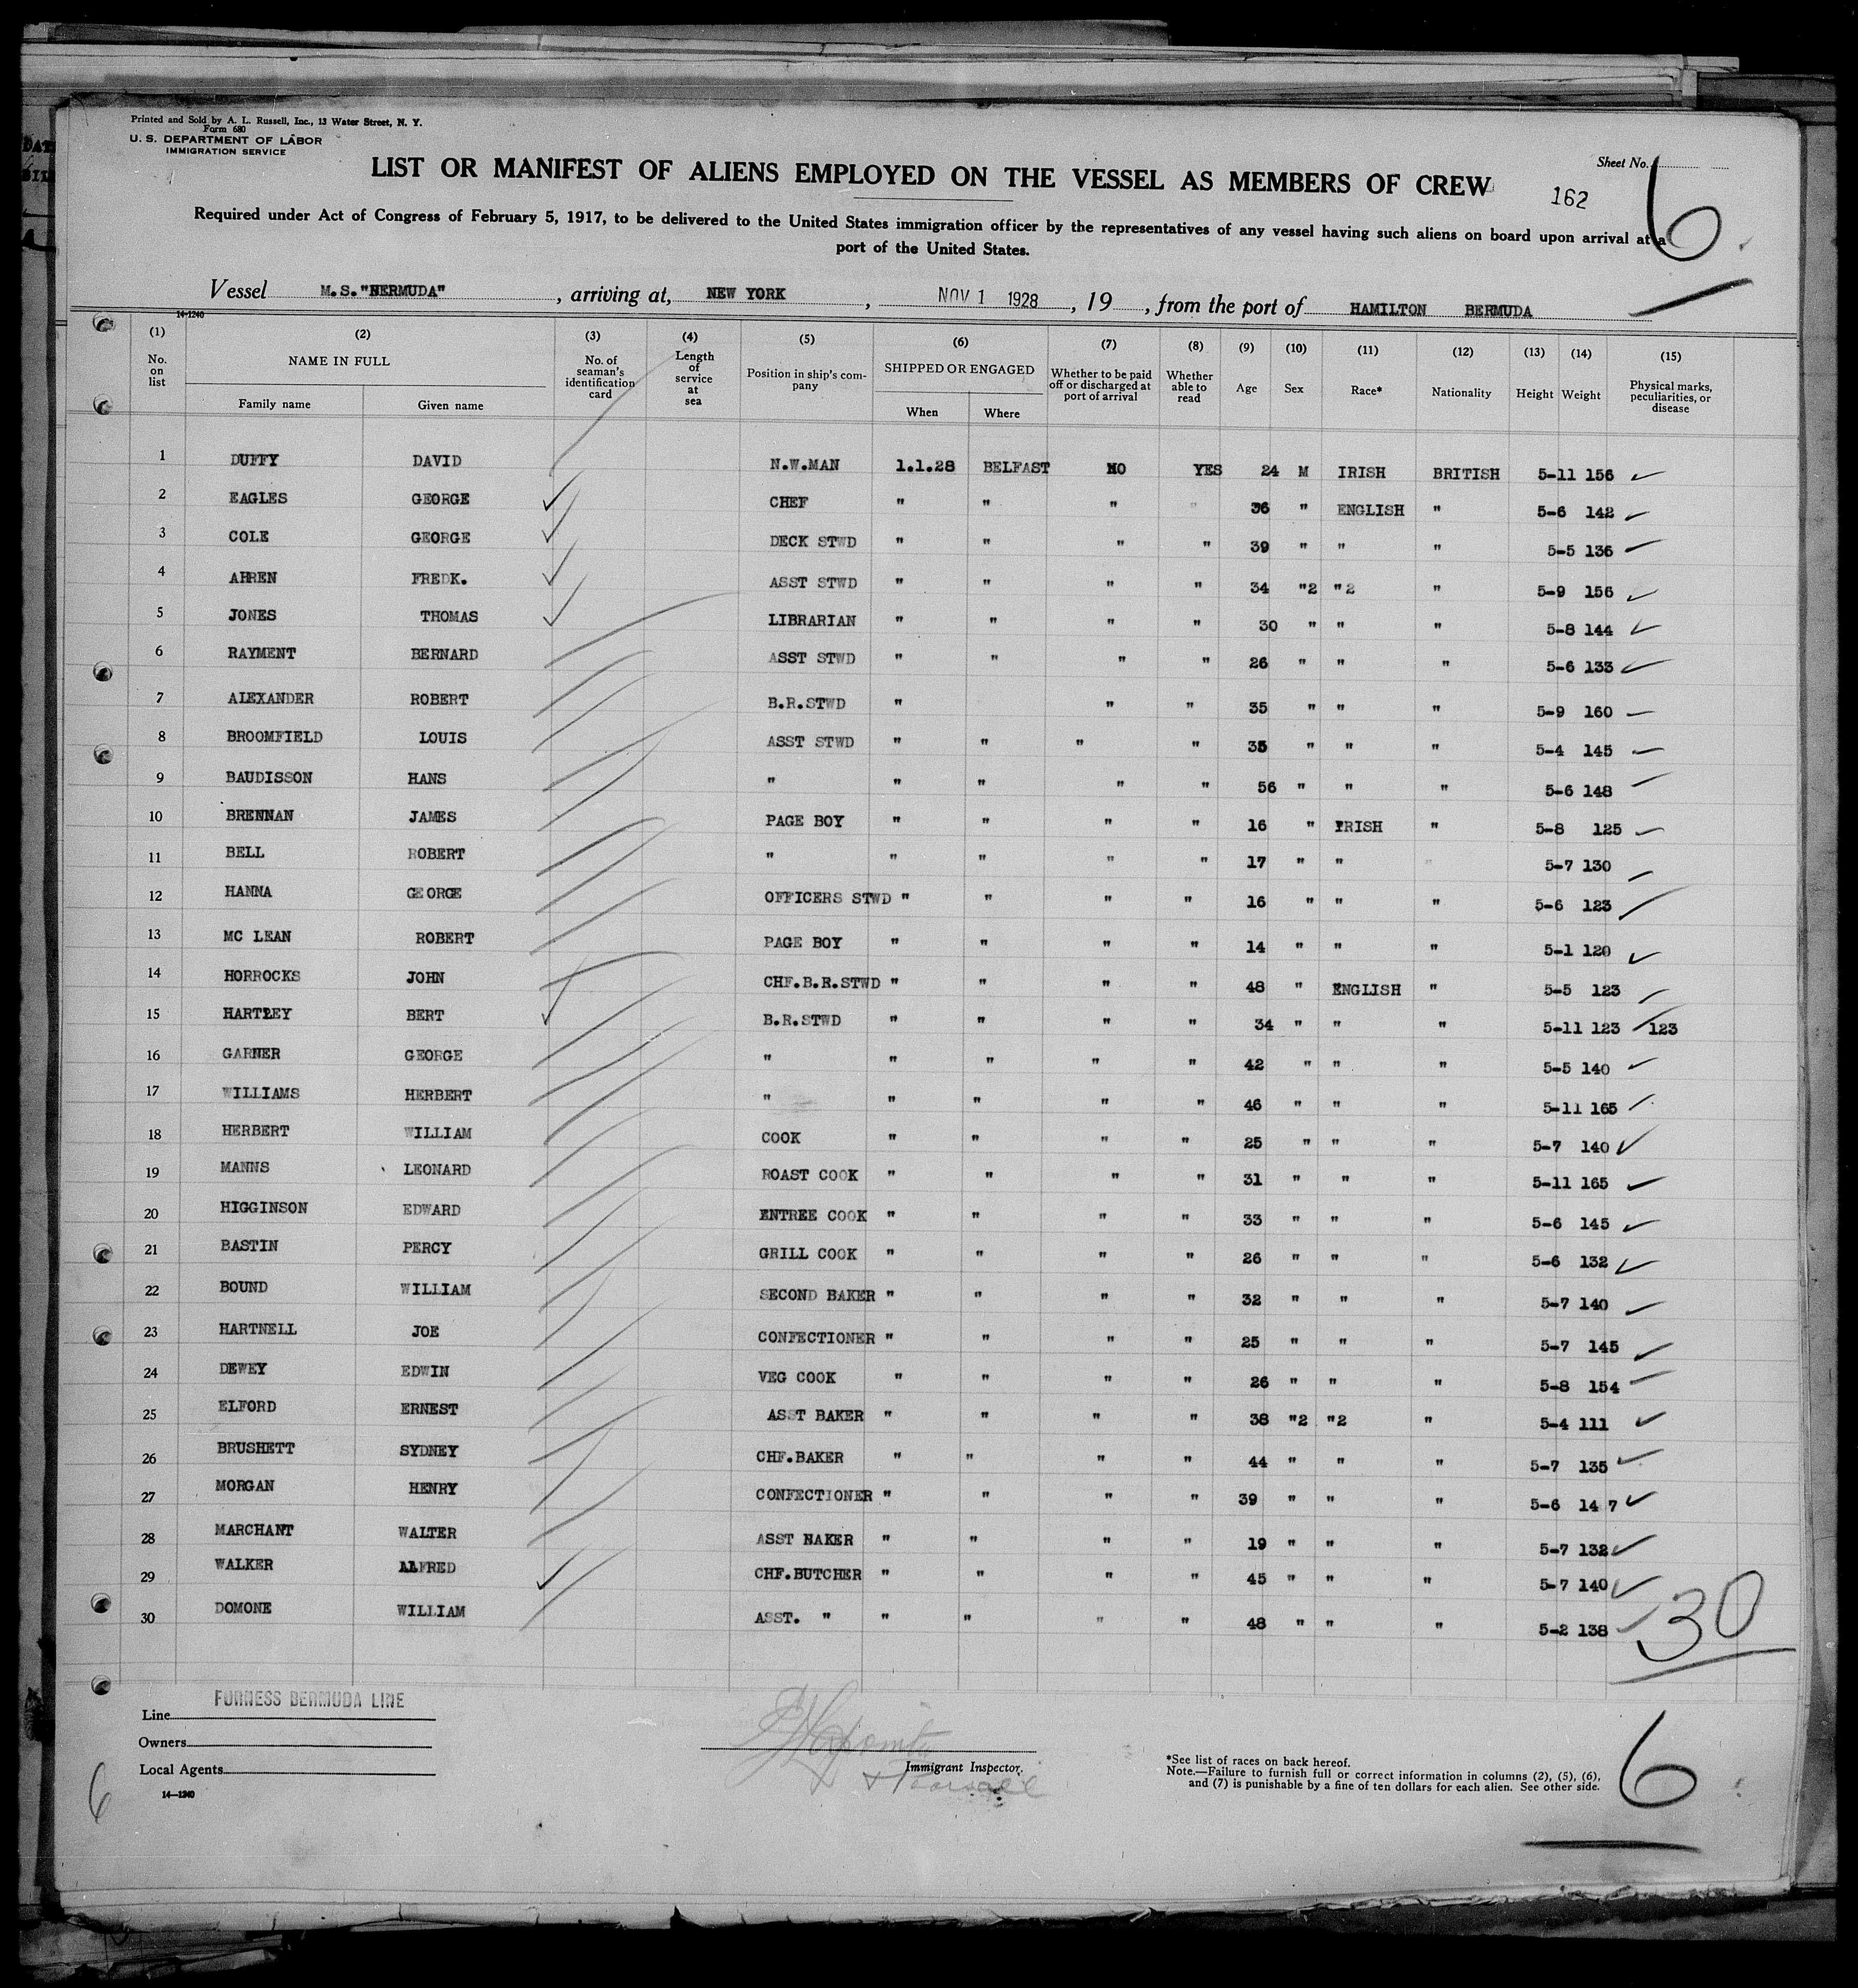 Printed and Sold by A. L. Russell, Inc., 13 Water Street, N. Y.
Form 680
U. S. DEPARTMENT OF LABOR
IMMIGRATION SERVICE
LIST OR MANIFEST OF ALIENS EMPLOYED ON THE VESSEL AS MEMBERS OF CREW
Sheet No. 6
162
Required under Act of Congress of February 5, 1917, to be delivered to the United States immigration officer by the representatives of any vessel having such aliens on board upon arrival at a
port of the United States.
Vessel M.S."BERMUDA", arriving at, NEW YORK, NOV 1 1928, 19, from the port of HAMILTON BERMUDA
14-1240
(1) (2) (3) (4) (5) (6) (7) (8) (9) (10) (11) (12) (13) (14) (15)
No. on list NAME IN FULL Family name Given name No. of seaman's identification card Length of service at sea Position in ship's company SHIPPED OR ENGAGED When Where Whether to be paid off or discharged at port of arrival Whether able to read Age Sex Race* Nationality Height Weight Physical marks, peculiarities, or disease
1 DUFFY DAVID N.W.MAN 1.1.28 BELFAST NO YES 24 M IRISH BRITISH 5-11 156 ✓
2 EAGLES GEORGE ✓ CHEF " " " " 36 " ENGLISH " 5-6 142 ✓
3 COLE GEORGE ✓ DECK STWD " " " " 39 " " " 5-5 136 ✓
4 AHREN FREDK. ✓ ASST STWD " " " " 34 "2 "2 " 5-9 156 ✓
5 JONES THOMAS ✓ LIBRARIAN " " " " 30 " " " 5-8 144 ✓
6 RAYMENT BERNARD ASST STWD " " " " 26 " " " 5-6 133 ✓
7 ALEXANDER ROBERT B.R.STWD " " " 35 " " " 5-9 160 ✓
8 BROOMFIELD LOUIS ASST STWD " " " " 35 " " " 5-4 145 ✓
9 BAUDISSON HANS " " " " " 56 " " " 5-6 148 ✓
10 BRENNAN JAMES PAGE BOY " " " " 16 " IRISH " 5-8 125 ✓
11 BELL ROBERT " " " " " 17 " " " 5-7 130 ✓
12 HANNA GEORGE OFFICERS STWD " " " " 16 " " " 5-6 123 ✓
13 MC LEAN ROBERT PAGE BOY " " " " 14 " " " 5-1 120 ✓
14 HORROCKS JOHN CHF.B.R.STWD " " " " 48 " ENGLISH " 5-5 123 ✓
15 HARTLEY BERT ✓ B.R.STWD " " " " 34 " " " 5-11 123 ✓ 123
16 GARNER GEORGE " " " " " 42 " " " 5-5 140 ✓
17 WILLIAMS HERBERT " " " " " 46 " " " 5-11 165 ✓
18 HERBERT WILLIAM COOK " " " " 25 " " " 5-7 140 ✓
19 MANNS LEONARD ROAST COOK " " " " 31 " " " 5-11 165 ✓
20 HIGGINSON EDWARD ENTREE COOK " " " " 33 " " " 5-6 145 ✓
21 BASTIN PERCY GRILL COOK " " " " 26 " " " 5-6 132 ✓
22 BOUND WILLIAM SECOND BAKER " " " " 32 " " " 5-7 140 ✓
23 HARTNELL JOE CONFECTIONER " " " " 25 " " " 5-7 145 ✓
24 DEWEY EDWIN VEG COOK " " " " 26 " " " 5-8 154 ✓
25 ELFORD ERNEST ASST BAKER " " " " 38 "2 "2 " 5-4 111 ✓
26 BRUSHETT SYDNEY CHF.BAKER " " " " 44 " " " 5-7 135 ✓
27 MORGAN HENRY CONFECTIONER " " " " 39 " " " 5-6 14 7 ✓
28 MARCHANT WALTER ASST BAKER " " " " 19 " " " 5-7 132 ✓
29 WALKER ALFRED ✓ CHF.BUTCHER " " " " 45 " " " 5-7 140 ✓
30 DOMONE WILLIAM ASST. " " " " " 48 " " " 5-2 138 ✓
30
Line FURNESS BERMUDA LINE
Owners
Local Agents
14-1240
6
Immigrant Inspector.
*See list of races on back hereof.
Note.—Failure to furnish full or correct information in columns (2), (5), (6),
and (7) is punishable by a fine of ten dollars for each alien. See other side.
6